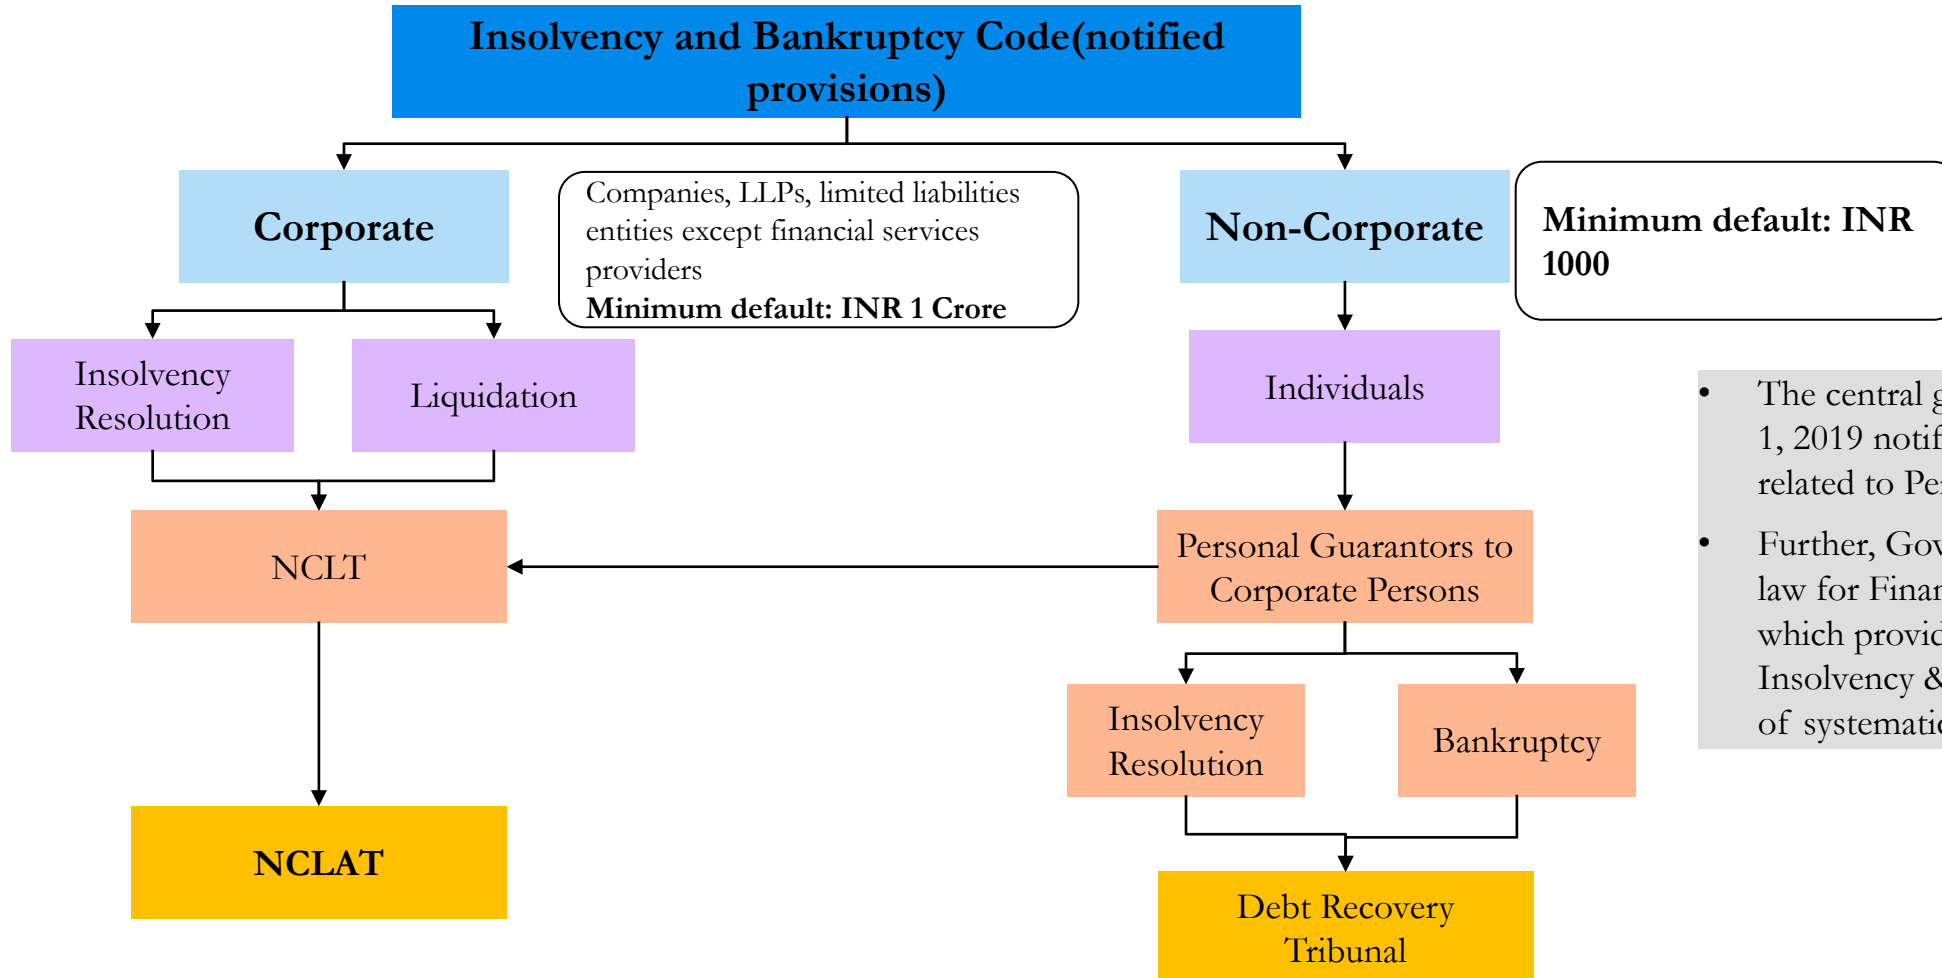 Insolvency and Bankruptcy Code(notified
provisions)
Corporate
Companies, LLPs, limited liabilities
entities except financial services
providers
Minimum default: INR 1 Crore
Non-Corporate
Minimum default: INR
1000
Insolvency
Resolution
Liquidation
Individuals
• The central
1, 2019
related to
• Further,
law for
which
Insolvency &
of
NCLT
Personal Guarantors to
Corporate Persons
Insolvency
Resolution
Bankruptcy
NCLAT
Debt Recovery
Tribunal